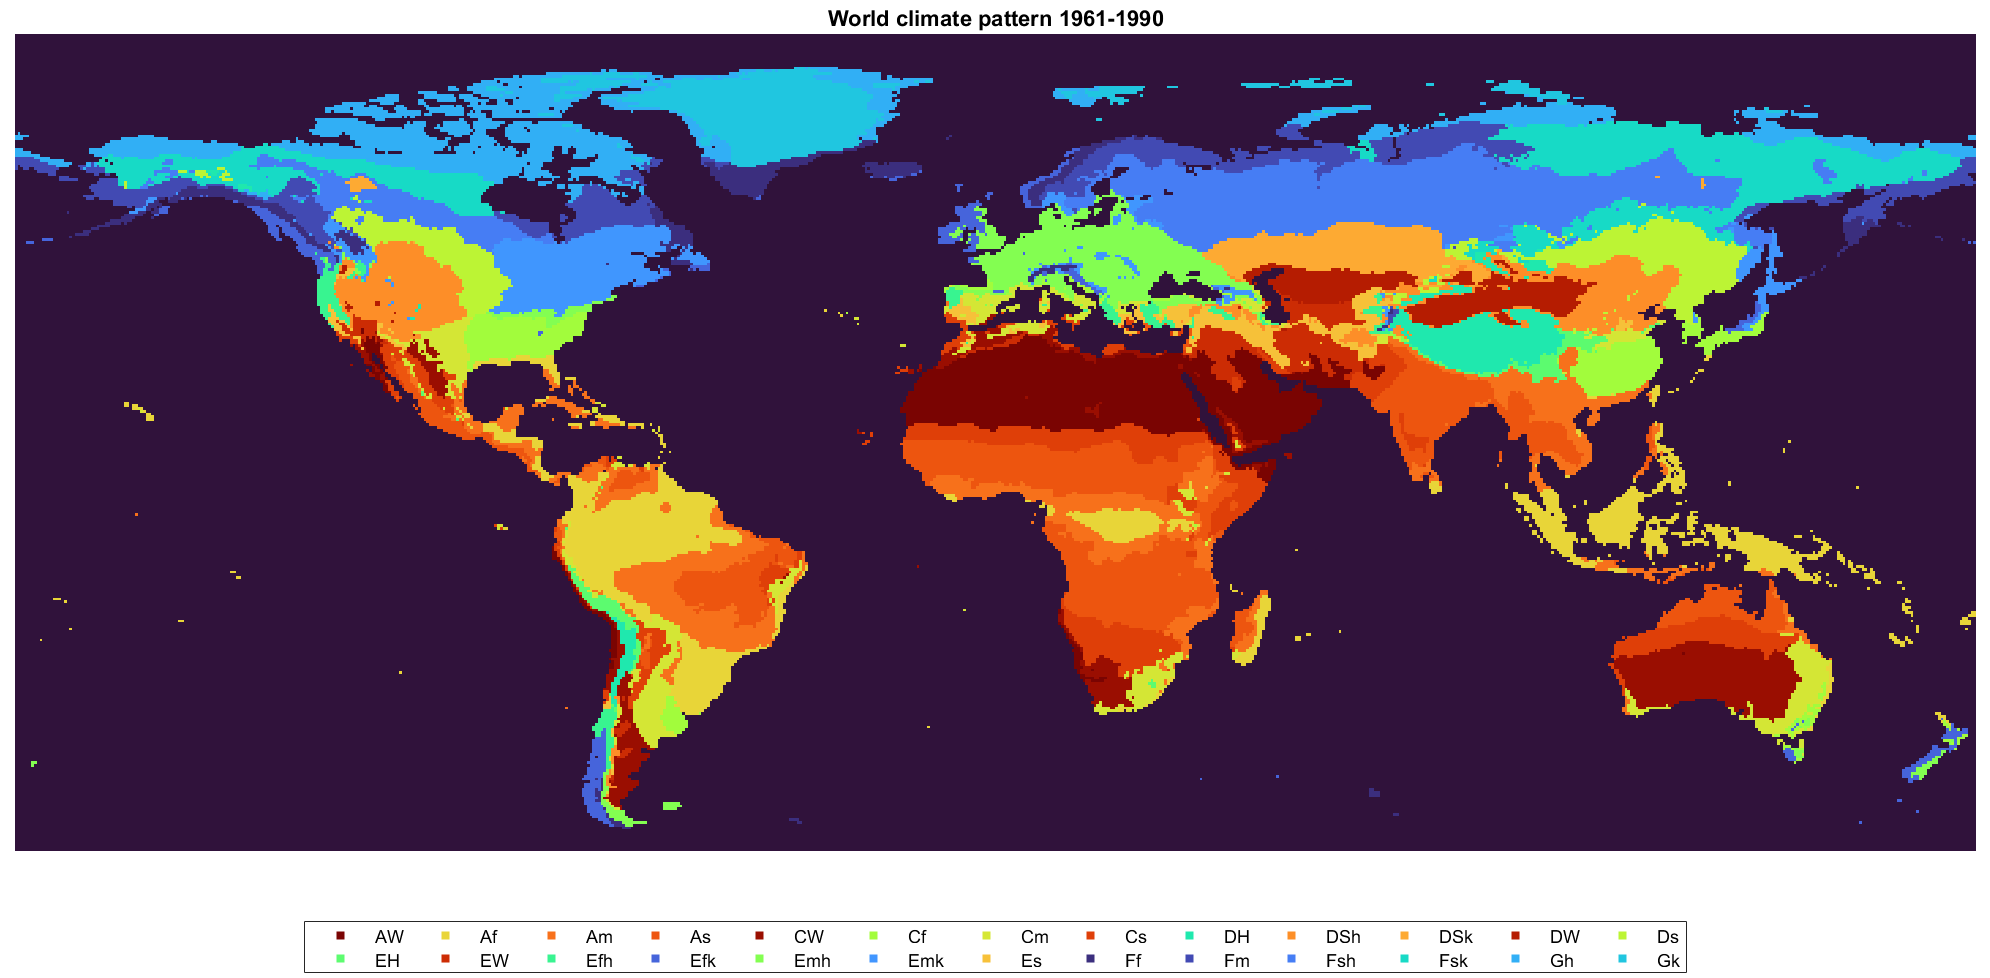 World climate pattern 1961-1990
AW Af Am As CW Cf Cm Cs DH DSh DSk DW Ds
EH EW Efh Efk Emh Emk Es Ff Fm Fsh Fsk Gh Gk